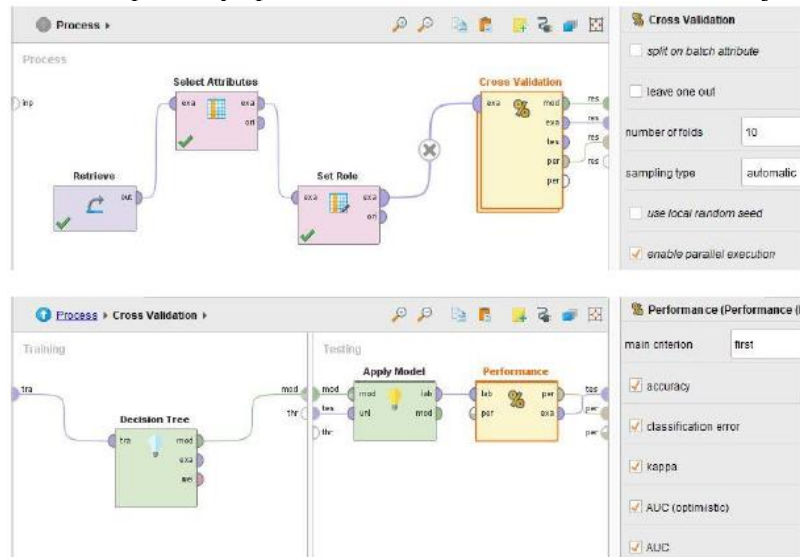 Process
Process
inp
Select Attributes
exa
exa
ori
Retrieve
out
Set Role
exa
exa
ori
Cross Validation
exa
mod
exa
tes
per
per
res
res
res
res
Cross Validation
split on batch attribute
leave one out
number of folds
10
sampling type
automatic
use local random seed
enable parallel execution
Process Cross Validation
Training
tra
Decision Tree
tra
mod
exa
wei
mod
thr
Testing
mod
tes
thr
Apply Model
mod
unl
lab
mod
Performance
lab
per
per
exa
tes
per
per
Performance (Performance (
main criterion
first
accuracy
classification error
kappa
AUC (optimistic)
AUC